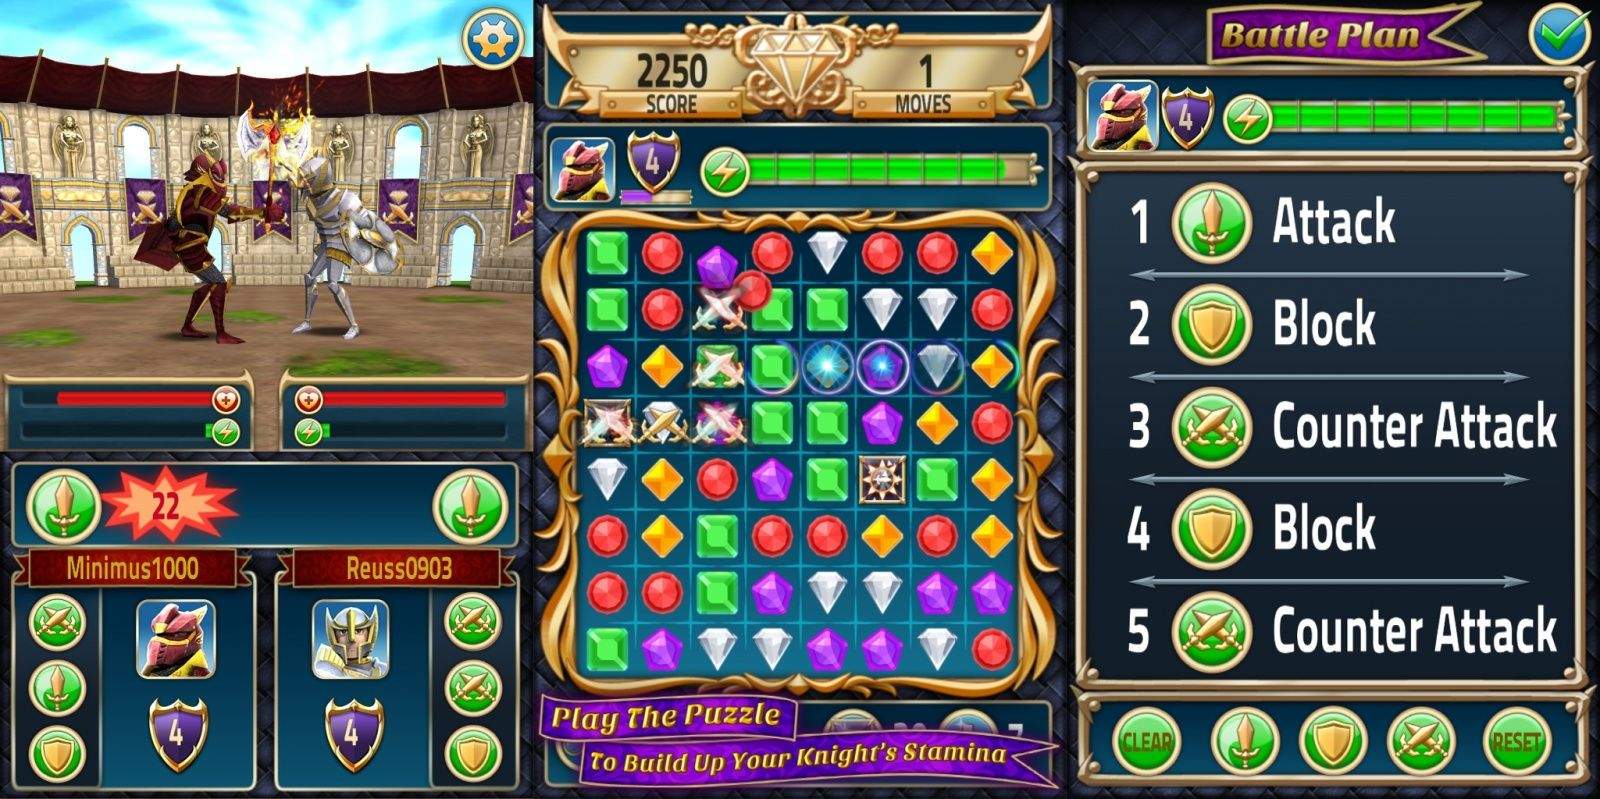 22
Minimus1000
Reuss0903
4
4
2250
SCORE
1
MOVES
4
Play The Puzzle
To Build Up Your Knight's Stamina
Battle Plan
4
1 Attack
2 Block
3 Counter Attack
4 Block
5 Counter Attack
CLEAR
RESET